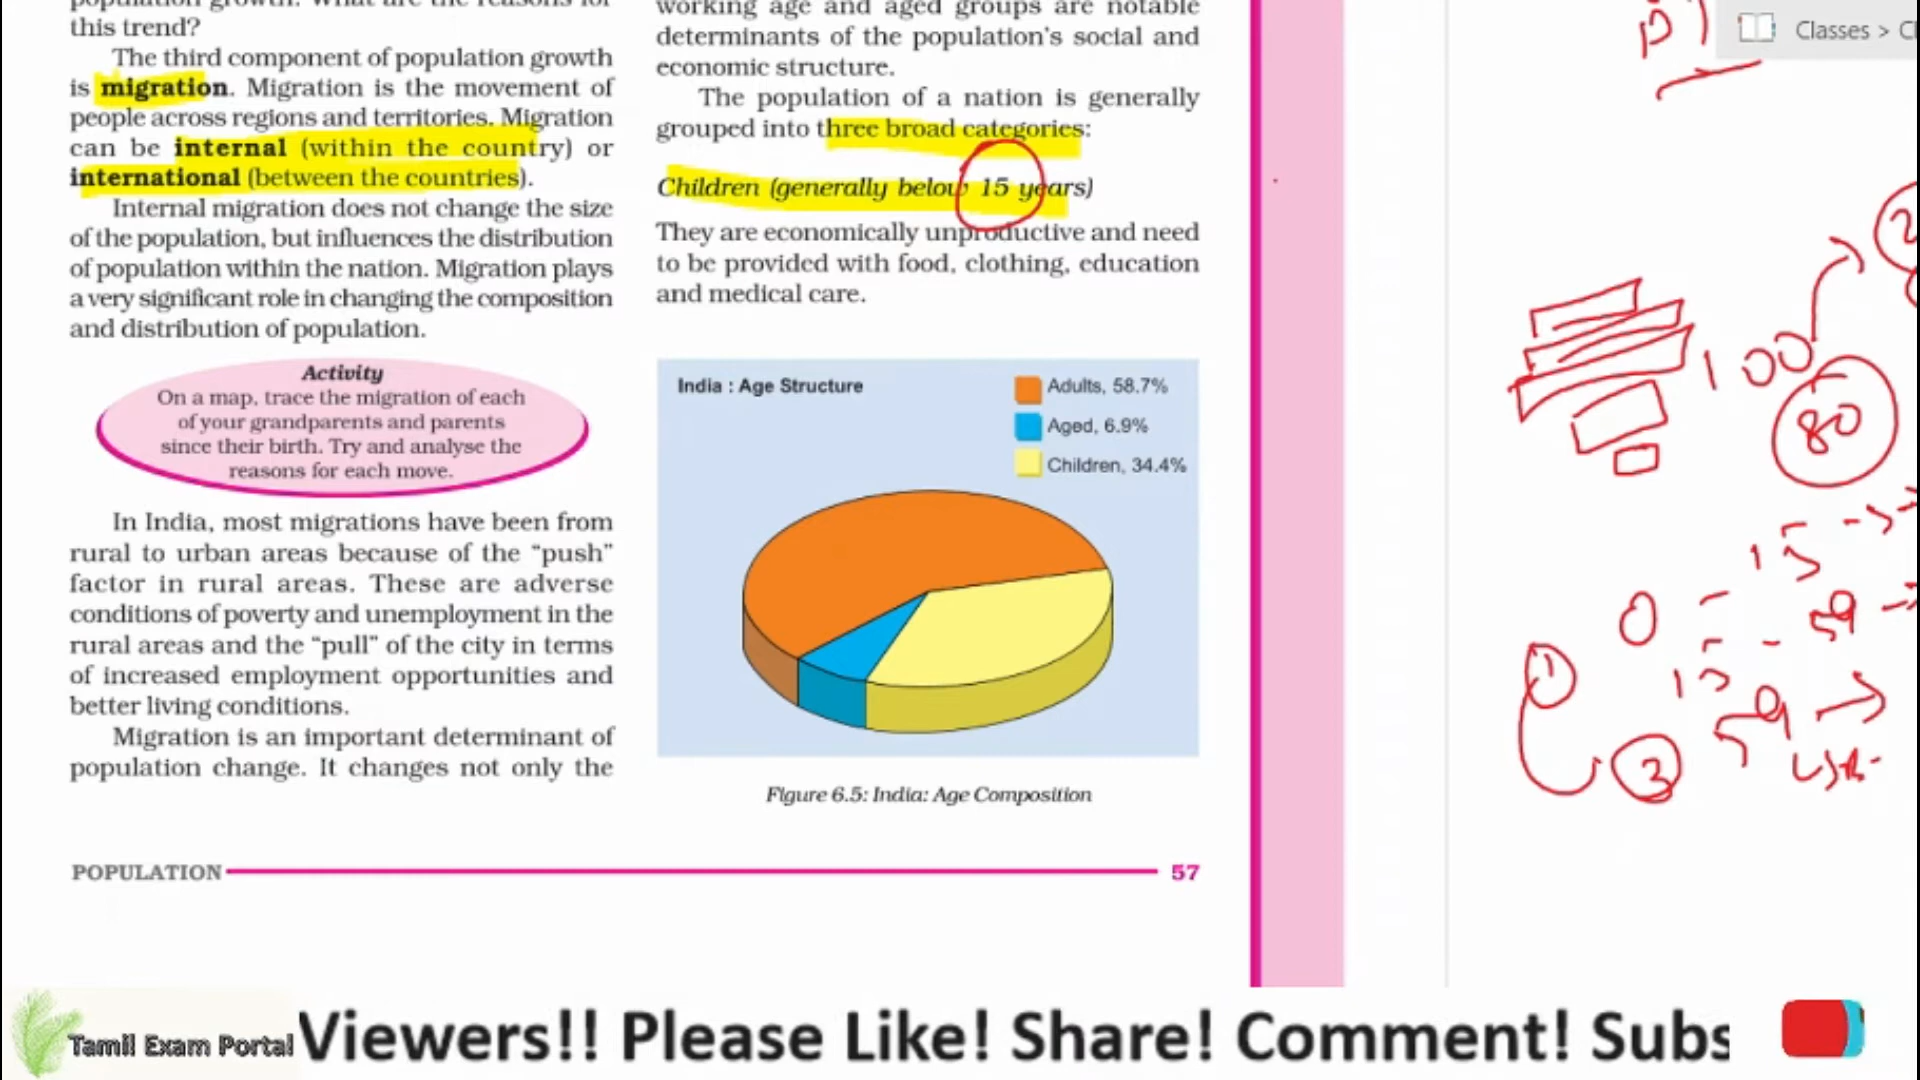 population growth. What are the reasons for
this trend?
The third component of population growth
is migration. Migration is the movement of
people across regions and territories. Migration
can be internal (within the country) or
international (between the countries).
Internal migration does not change the size
of the population, but influences the distribution
of population within the nation. Migration plays
a very significant role in changing the composition
and distribution of population.
Activity
On a map, trace the migration of each
of your grandparents and parents
since their birth. Try and analyse the
reasons for each move.
In India, most migrations have been from
rural to urban areas because of the “push”
factor in rural areas. These are adverse
conditions of poverty and unemployment in the
rural areas and the “pull” of the city in terms
of increased employment opportunities and
better living conditions.
Migration is an important determinant of
population change. It changes not only the
working age and aged groups are notable
determinants of the population's social and
economic structure.
The population of a nation is generally
grouped into three broad categories:
Children (generally below 15 years)
They are economically unproductive and need
to be provided with food, clothing, education
and medical care.
India : Age Structure
Adults, 58.7%
Aged, 6.9%
Children, 34.4%
Figure 6.5: India: Age Composition
POPULATION
57
Classes >
100
80
0 - 15
15 - 59
59
Tamil Exam Portal
Viewers!! Please Like! Share! Comment! Subs